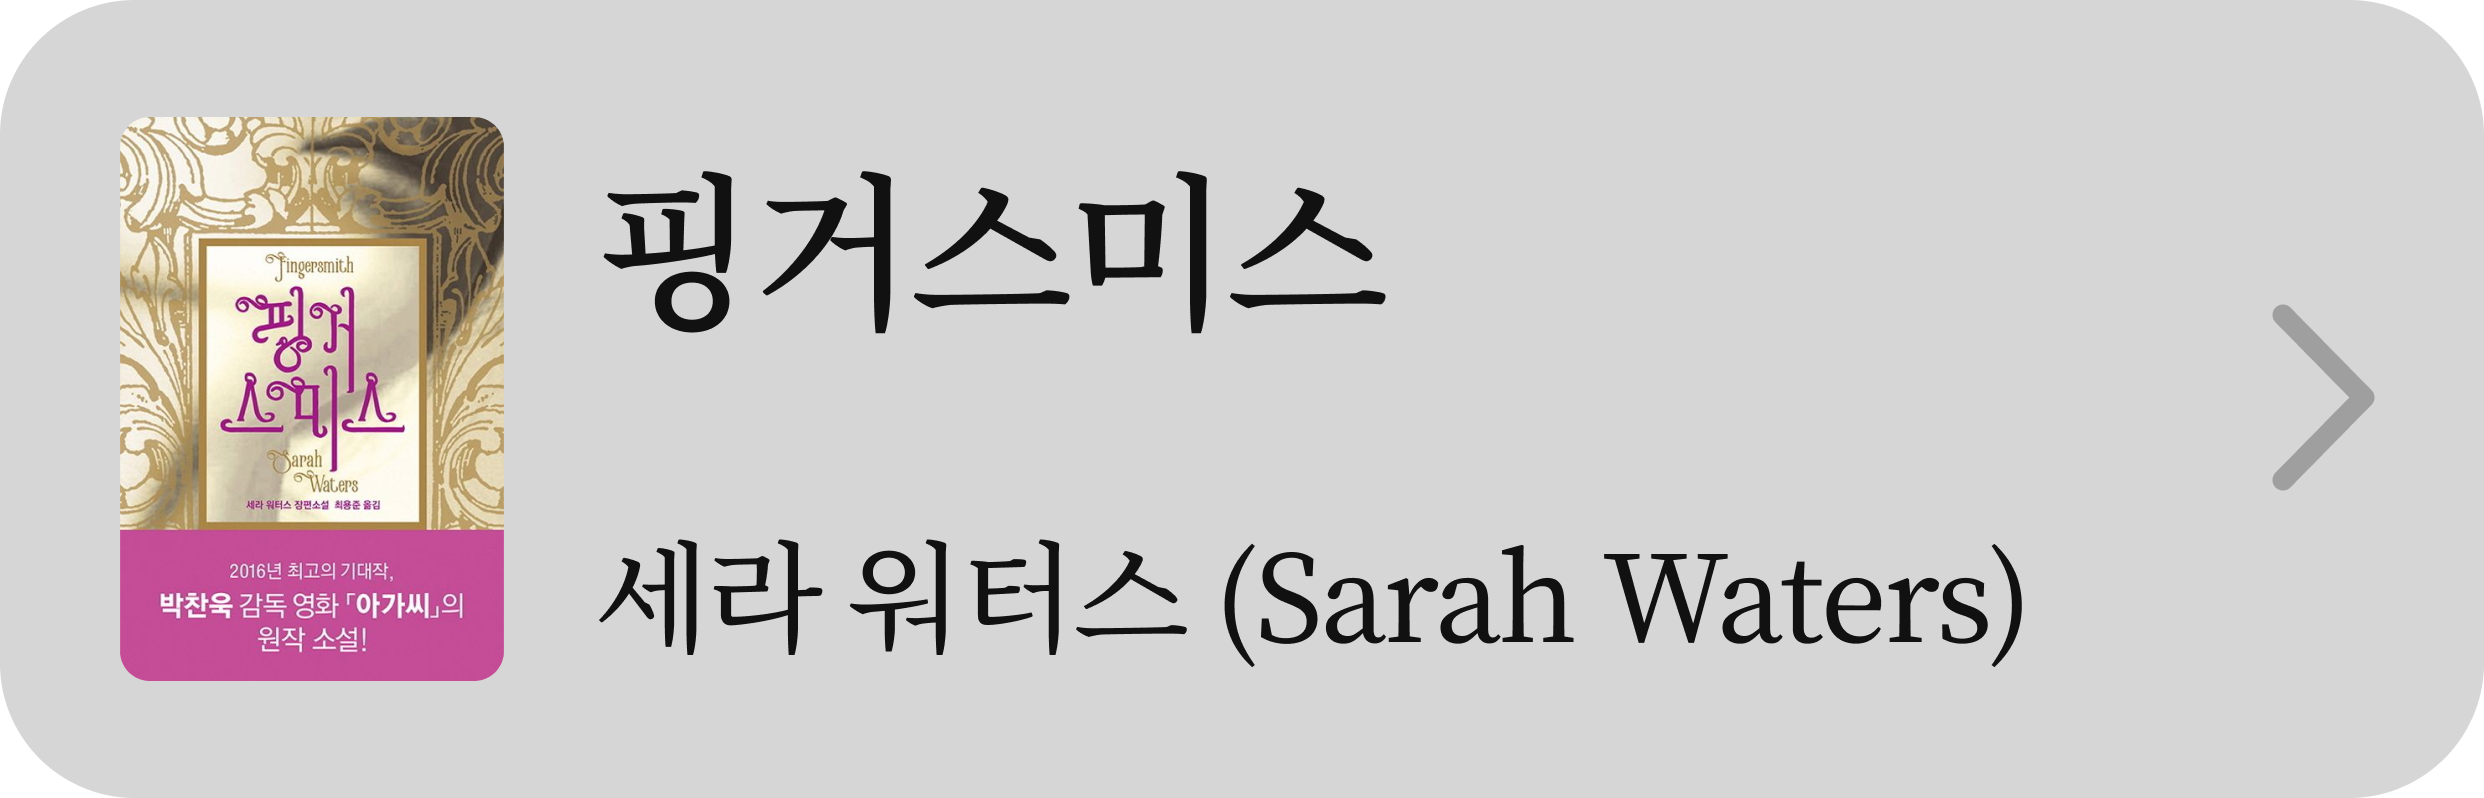 Fingersmith
핑거
스미스
Sarah
Waters
세라 워터스 장편소설 최용준 옮김
2016년 최고의 기대작,
박찬욱 감독 영화 「아가씨」의
원작 소설!
핑거스미스
세라 워터스 (Sarah Waters)